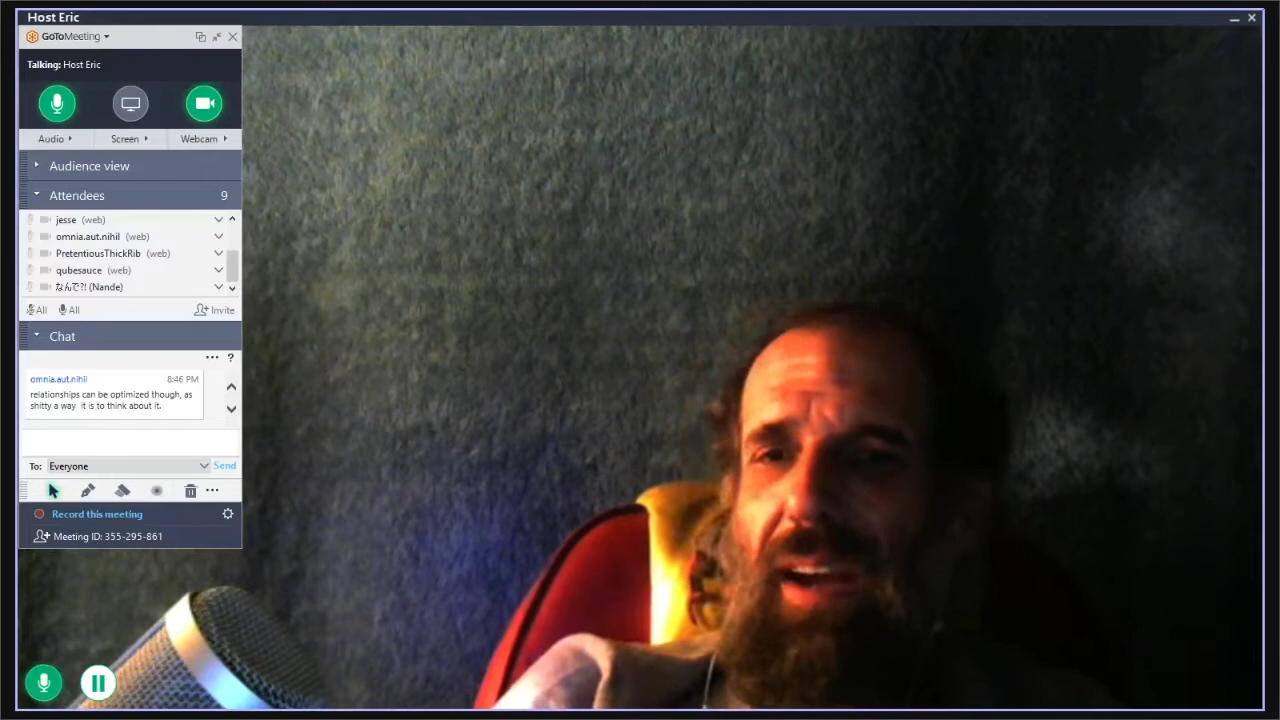 Host Eric
GoToMeeting
Talking: Host Eric
Audio
Screen
Webcam
Audience view
Attendees 9
jesse (web)
omnia.aut.nihil (web)
PretentiousThickRib (web)
qubesauce (web)
なんで?! (Nande)
All All Invite
Chat
... ?
omnia.aut.nihil 8:46 PM
relationships can be optimized though, as
shitty a way it is to think about it.
To: Everyone Send
...
Record this meeting
Meeting ID: 355-295-861